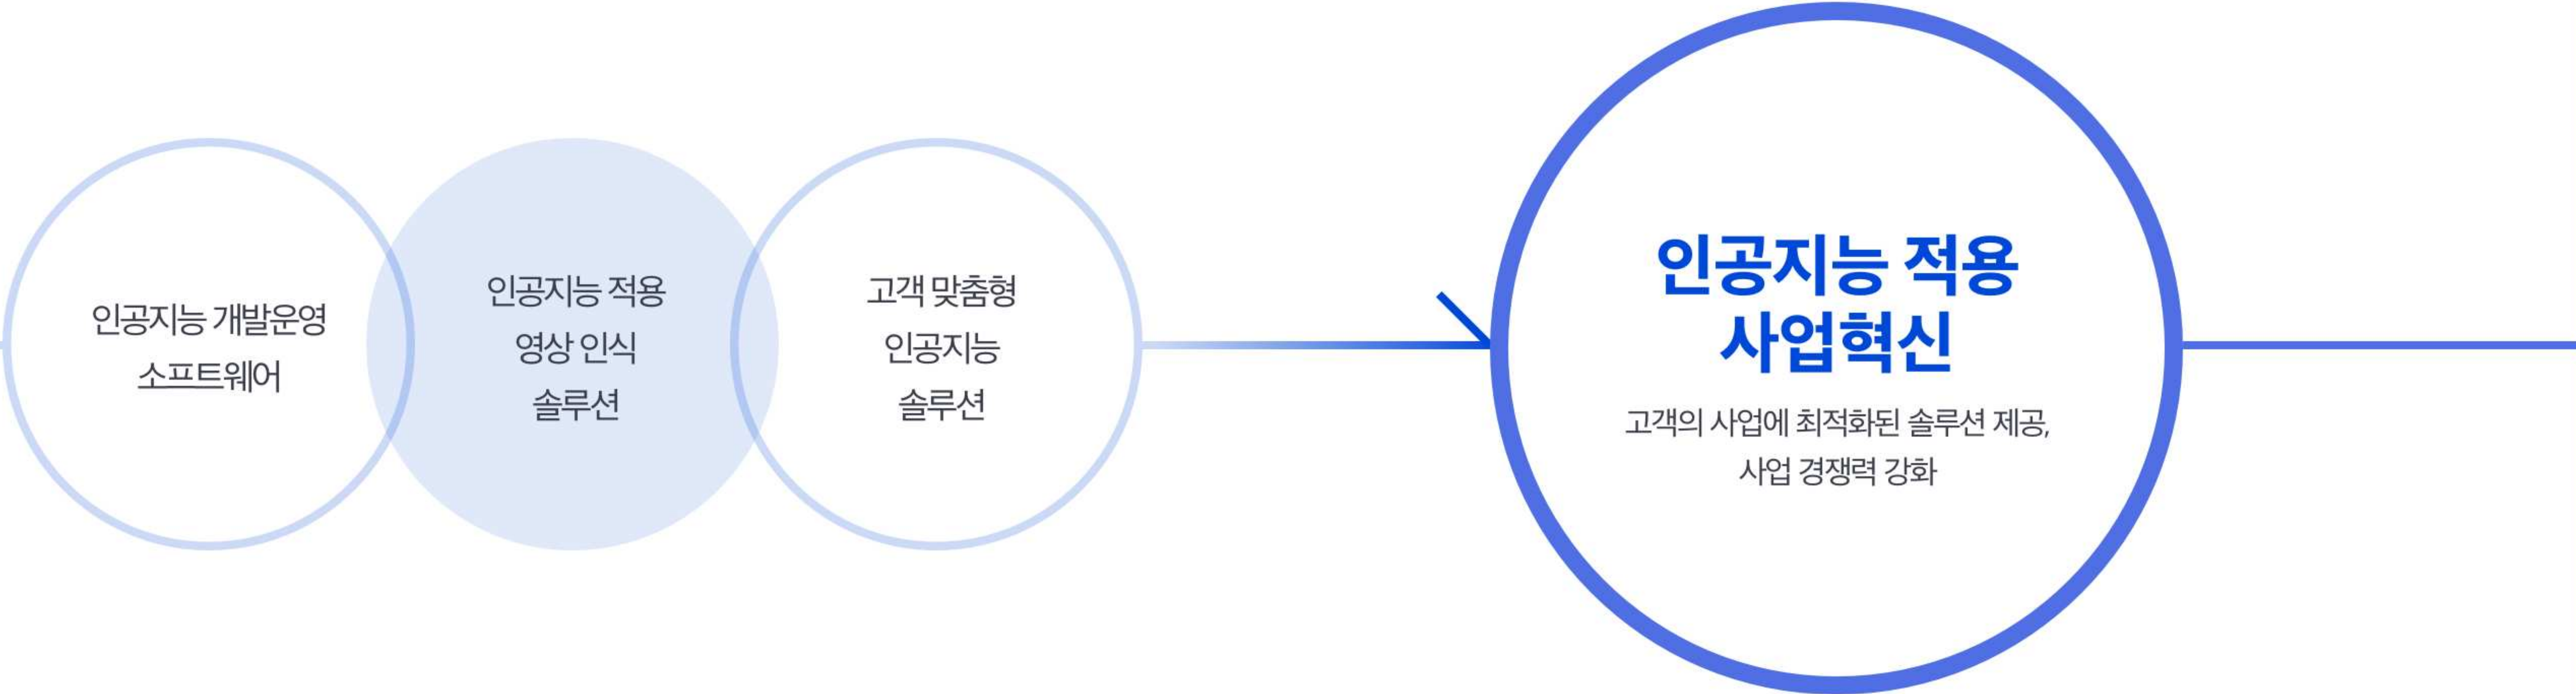 인공지능 개발운영
소프트웨어
인공지능 적용
영상 인식
솔루션
고객 맞춤형
인공지능
솔루션
인공지능 적용
사업혁신
고객의 사업에 최적화된 솔루션 제공,
사업 경쟁력 강화